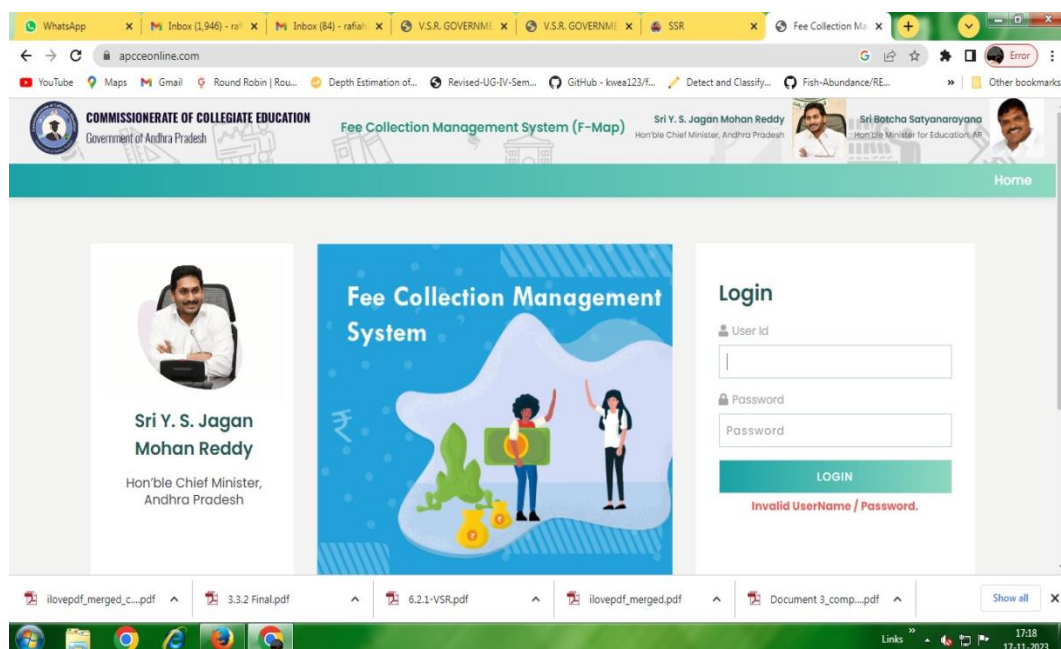 WhatsApp
Inbox (1,946) - raf
Inbox (84) - rafiah
V.S.R. GOVERNME
V.S.R. GOVERNME
SSR
Fee Collection Ma
apcceonline.com
Error
YouTube
Maps
Gmail
Round Robin | Rou...
Depth Estimation of...
Revised-UG-IV-Sem...
GitHub - kwea123/f...
Detect and Classify...
Fish-Abundance/RE...
»
Other bookmarks
COMMISSIONERATE OF COLLEGIATE EDUCATION
Government of Andhra Pradesh
Fee Collection Management System (F-Map)
Sri Y. S. Jagan Mohan Reddy
Hon'ble Chief Minister, Andhra Pradesh
Sri Botcha Satyanarayana
Hon'ble Minister for Education, AP
Home
Sri Y. S. Jagan
Mohan Reddy
Hon'ble Chief Minister,
Andhra Pradesh
Fee Collection Management
System
₹
Login
User Id
Password
Password
LOGIN
Invalid UserName / Password.
ilovepdf_merged_c....pdf
3.3.2 Final.pdf
6.2.1-VSR.pdf
ilovepdf_merged.pdf
Document 3_comp....pdf
Show all
Links
»
17:18
17-11-2023